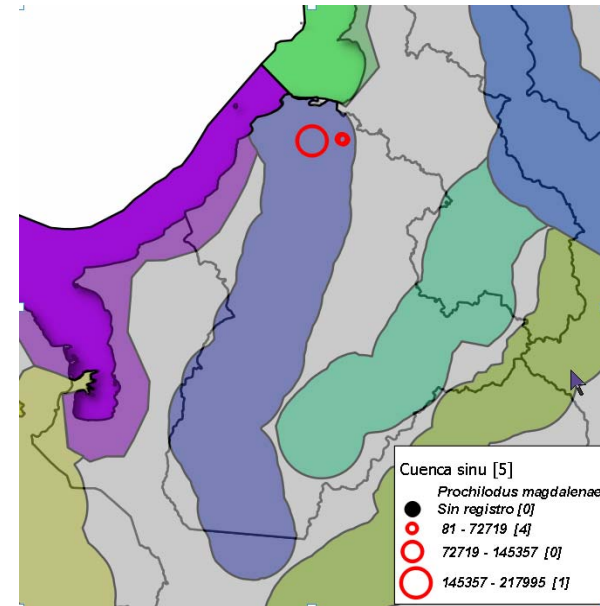 Cuenca sinu [5]
Prochilodus magdalenae
Sin registro [0]
81 - 72719 [4]
72719 - 145357 [0]
145357 - 217995 [1]